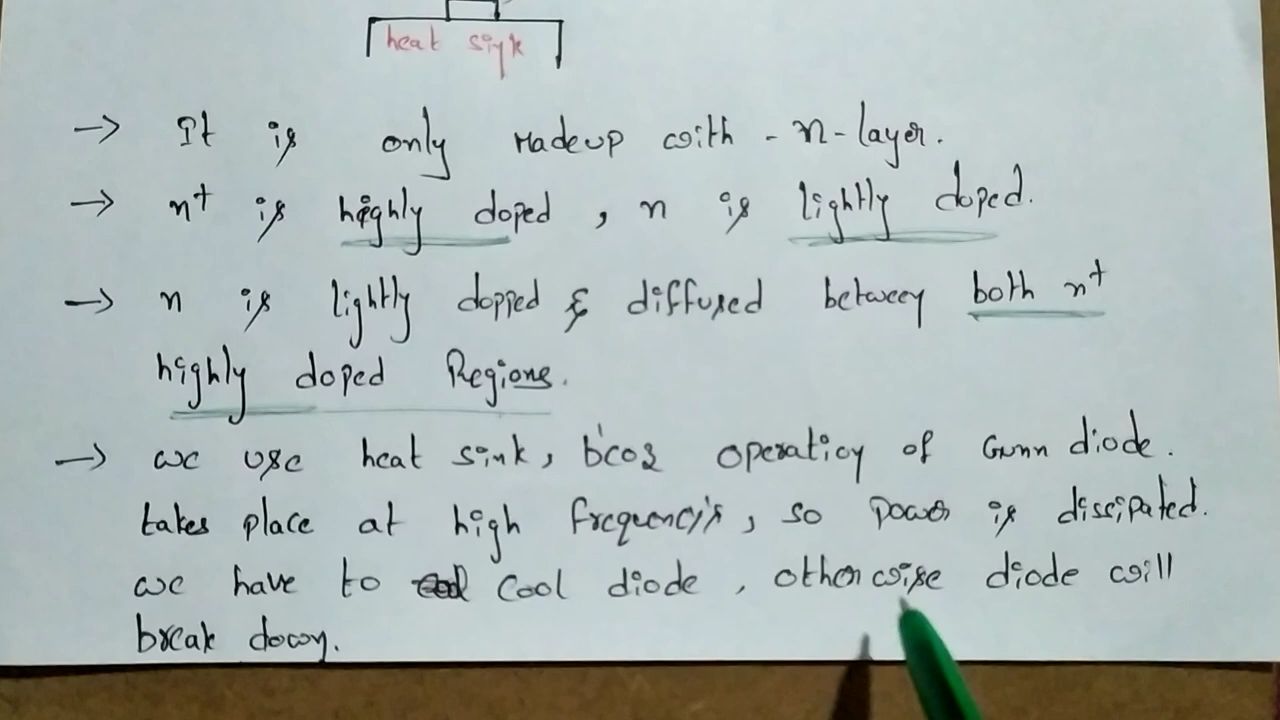 heat sink
→ It is only madeup with - n - layer.
→ n+ is highly doped, n is lightly doped.
→ n is lightly dopped & diffused between both n+
highly doped Regions.
→ we use heat sink, b'coz operation of Gunn diode.
takes place at high frequenci's, so power is dissipated.
we have to cool diode, otherwise diode will
break down.